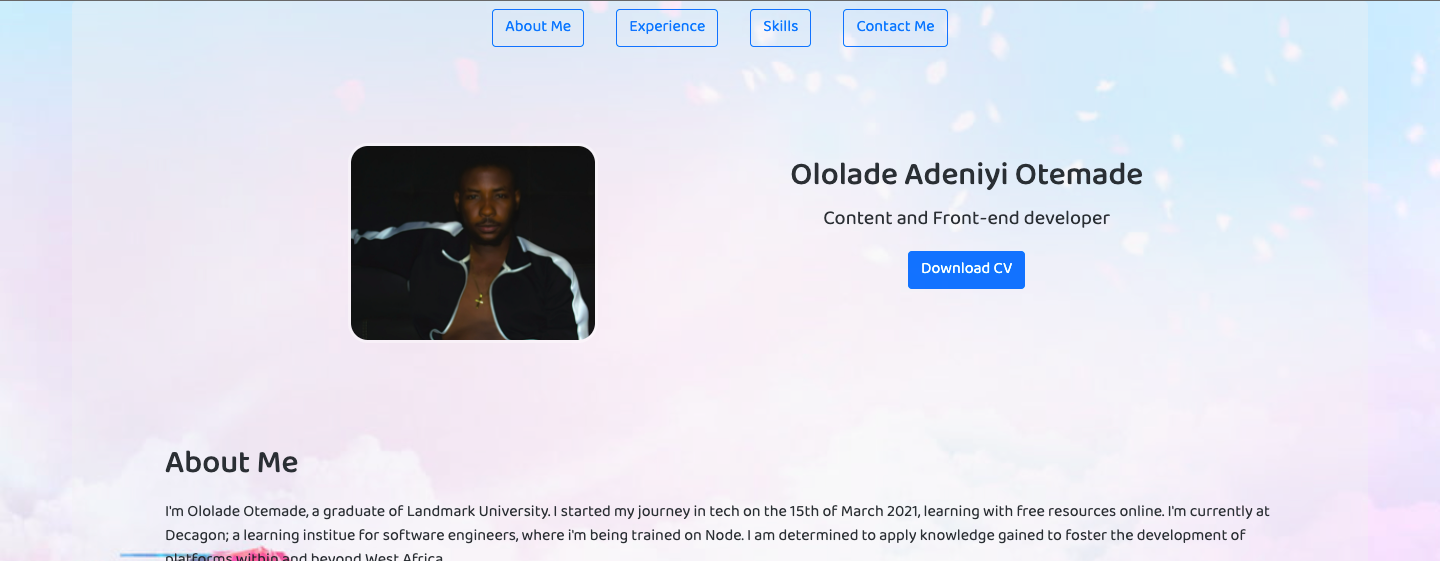 About Me Experience Skills Contact Me
Ololade Adeniyi Otemade
Content and Front-end developer
Download CV
About Me
I'm Ololade Otemade, a graduate of Landmark University. I started my journey in tech on the 15th of March 2021, learning with free resources online. I'm currently at
Decagon; a learning institue for software engineers, where i'm being trained on Node. I am determined to apply knowledge gained to foster the development of
platforms within and beyond West Africa.